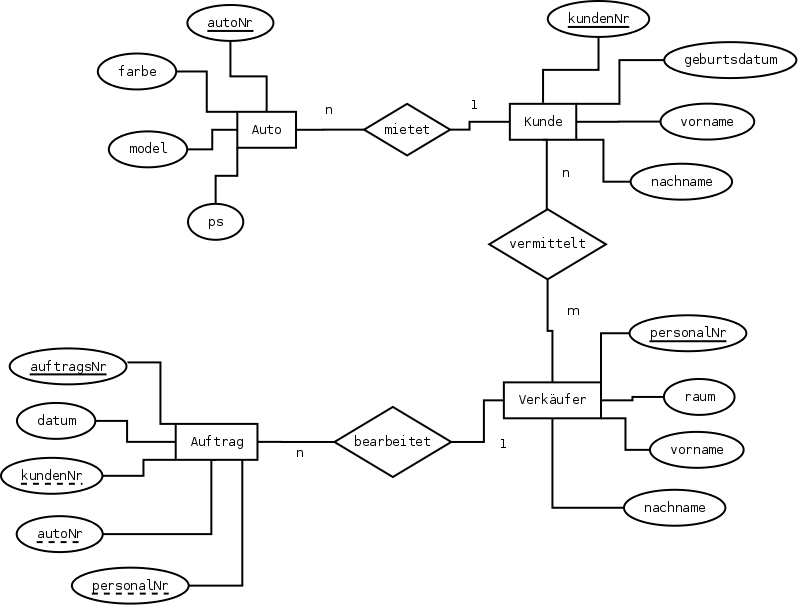 autoNr
kundenNr
farbe
geburtsdatum
n
1
Auto
mietet
Kunde
vorname
model
n
nachname
ps
vermittelt
m
personalNr
auftragsNr
raum
datum
Verkäufer
Auftrag
bearbeitet
1
vorname
n
kundenNr
nachname
autoNr
personalNr